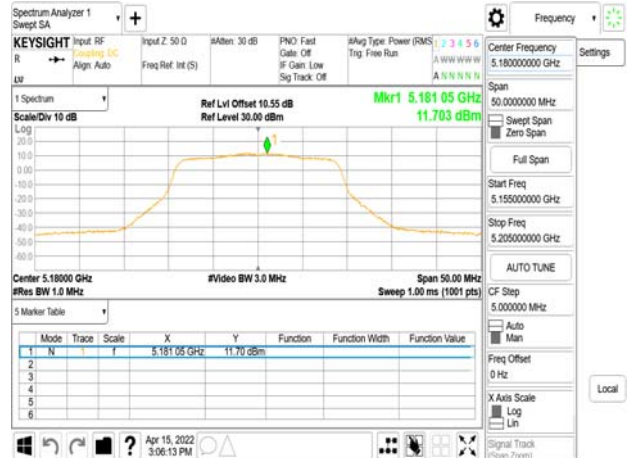 Spectrum Analyzer 1
Swept SA
+
Frequency
Settings
KEYSIGHT
R
Input: RF
Coupling: DC
Align: Auto
Input Z: 50 Ω
Freq Ref: Int (S)
#Atten: 30 dB
PNO: Fast
Gate: Off
IF Gain: Low
Sig Track: Off
#Avg Type: Power (RMS
Trig: Free Run
1 2 3 4 5 6
A W W W W W
A N N N N N
1 Spectrum
Scale/Div 10 dB
Ref Lvl Offset 10.55 dB
Ref Level 30.00 dBm
Mkr1 5.181 05 GHz
11.703 dBm
Log
20.0
10.0
0.00
-10.0
-20.0
-30.0
-40.0
-50.0
-60.0
1
Center 5.18000 GHz
#Res BW 1.0 MHz
#Video BW 3.0 MHz
Span 50.00 MHz
Sweep 1.00 ms (1001 pts)
5 Marker Table
Mode Trace Scale X Y Function Function Width Function Value
1 N 1 f 5.181 05 GHz 11.70 dBm
2
3
4
5
6
Center Frequency
5.180000000 GHz
Span
50.0000000 MHz
Swept Span
Zero Span
Full Span
Start Freq
5.155000000 GHz
Stop Freq
5.205000000 GHz
AUTO TUNE
CF Step
5.000000 MHz
Auto
Man
Freq Offset
0 Hz
X Axis Scale
Log
Lin
Signal Track
(Span Zoom)
Local
?
Apr 15, 2022
3:06:13 PM